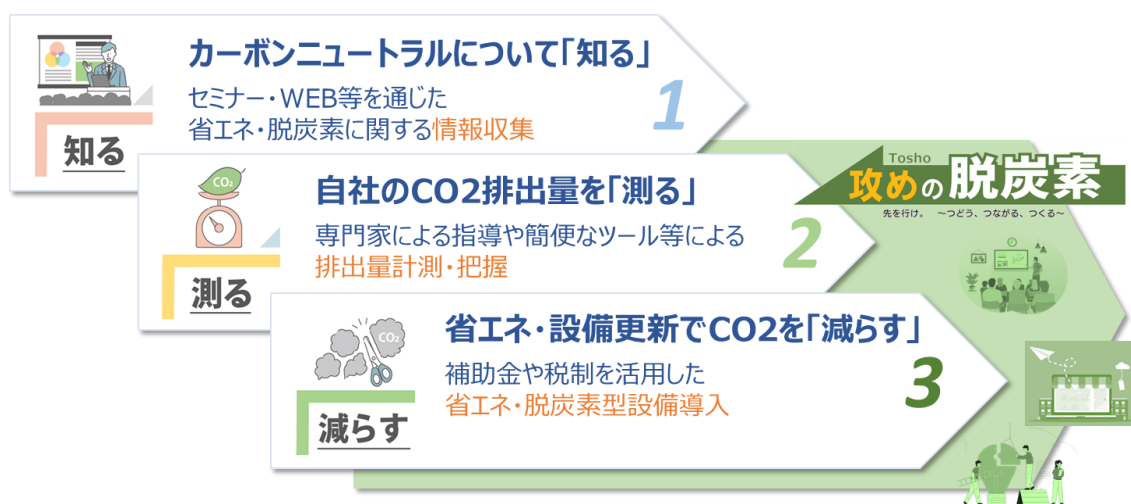 カーボンニュートラルについて「知る」
セミナー・WEB等を通じた
省エネ・脱炭素に関する情報収集
1
知る
自社のCO2排出量を「測る」
専門家による指導や簡便なツール等による
排出量計測・把握
2
CO2
測る
省エネ・設備更新でCO2を「減らす」
補助金や税制を活用した
省エネ・脱炭素型設備導入
3
CO2
減らす
Tosho
攻めの脱炭素
先を行け。 ～つどう、つながる、つくる～